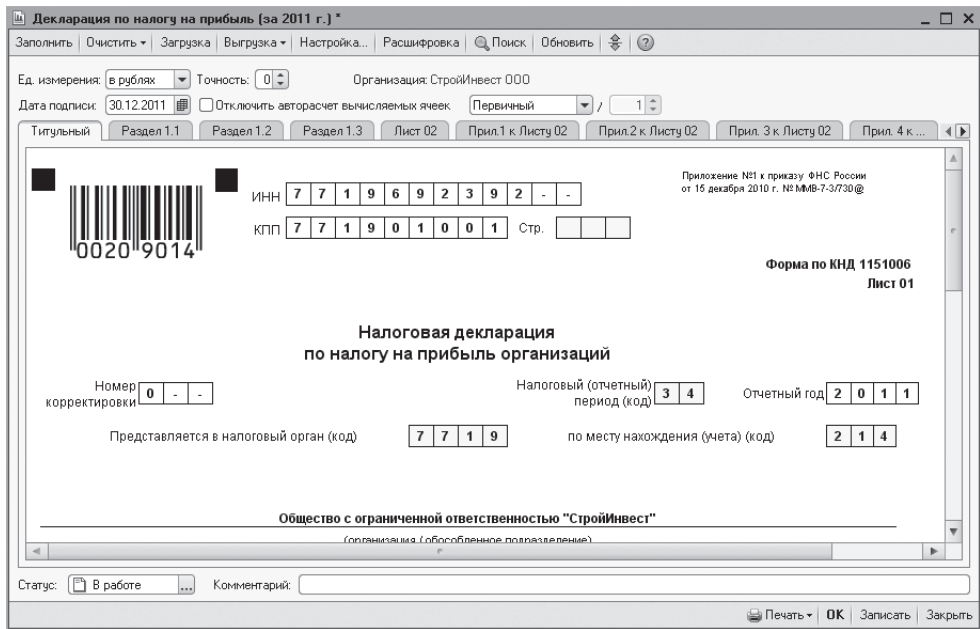 Декларация по налогу на прибыль (за 2011 г.) *
Заполнить Очистить Загрузка Выгрузка Настройка... Расшифровка Поиск Обновить
Ед. измерения: в рублях Точность: 0 Организация: СтройИнвест ООО
Дата подписи: 30.12.2011 Отключить авторасчет вычисляемых ячеек Первичный / 1
Титульный Раздел 1.1 Раздел 1.2 Раздел 1.3 Лист 02 Прил.1 к Листу 02 Прил.2 к Листу 02 Прил. 3 к Листу 02 Прил. 4 к ...
Приложение №1 к приказу ФНС России
от 15 декабря 2010 г. № ММВ-7-3/730@
ИНН 7 7 1 9 6 9 2 3 9 2 - -
КПП 7 7 1 9 0 1 0 0 1 Стр.
0020 9014
Форма по КНД 1151006
Лист 01
Налоговая декларация
по налогу на прибыль организаций
Номер корректировки 0 - - Налоговый (отчетный) период (код) 3 4 Отчетный год 2 0 1 1
Представляется в налоговый орган (код) 7 7 1 9 по месту нахождения (учета) (код) 2 1 4
Общество с ограниченной ответственностью "СтройИнвест"
(организация / обособленное подразделение)
Статус: В работе ... Комментарий:
Печать OK Записать Закрыть